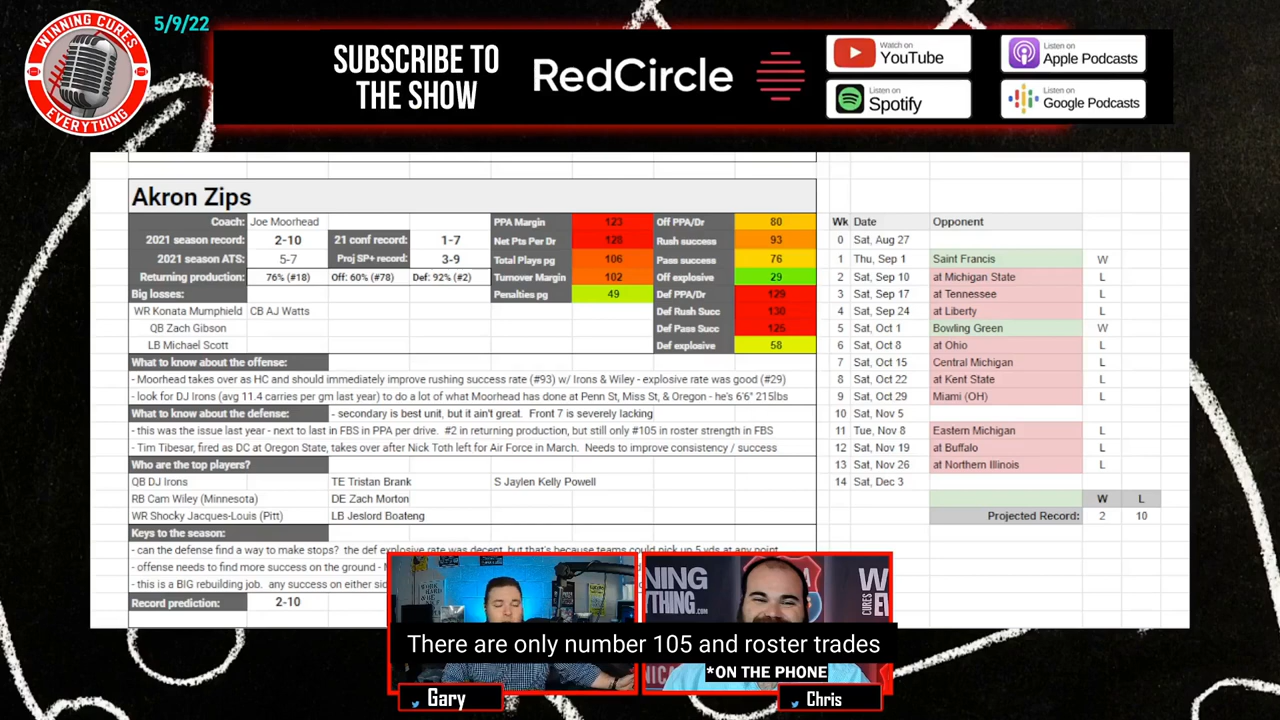 WINNING CURES
EVERYTHING
5/9/22
SUBSCRIBE TO
THE SHOW
RedCircle
Watch on
YouTube
Listen on
Spotify
Listen on
Apple Podcasts
Listen on
Google Podcasts
Akron Zips
Coach: Joe Moorhead
2021 season record: 2-10 21 conf record: 1-7
2021 season ATS: 5-7 Proj SP+ record: 3-9
Returning production: 76% (#18) Off: 60% (#78) Def: 92% (#2)
Big losses:
WR Konata Mumphield CB AJ Watts
QB Zach Gibson
LB Michael Scott
PPA Margin 123 Off PPA/Dr 80
Net Pts Per Dr 128 Rush success 93
Total Plays pg 106 Pass success 76
Turnover Margin 102 Off explosive 29
Penalties pg 49 Def PPA/Dr 129
Def Rush Succ 130
Def Pass Succ 125
Def explosive 58
What to know about the offense:
- Moorhead takes over as HC and should immediately improve rushing success rate (#93) w/ Irons & Wiley - explosive rate was good (#29)
- look for DJ Irons (avg 11.4 carries per gm last year) to do a lot of what Moorhead has done at Penn St, Miss St, & Oregon - he's 6'6" 215lbs
What to know about the defense: - secondary is best unit, but it ain't great. Front 7 is severely lacking
- this was the issue last year - next to last in FBS in PPA per drive. #2 in returning production, but still only #105 in roster strength in FBS
- Tim Tibesar, fired as DC at Oregon State, takes over after Nick Toth left for Air Force in March. Needs to improve consistency / success
Who are the top players?
QB DJ Irons TE Tristan Brank S Jaylen Kelly Powell
RB Cam Wiley (Minnesota) DE Zach Morton
WR Shocky Jacques-Louis (Pitt) LB Jeslord Boateng
Keys to the season:
- can the defense find a way to make stops? the def explosive rate was decent, but that's because teams could pick up 5 yds at any point
- offense needs to find more success on the ground -
- this is a BIG rebuilding job. any success on either
Record prediction: 2-10
Wk Date Opponent
0 Sat, Aug 27
1 Thu, Sep 1 Saint Francis W
2 Sat, Sep 10 at Michigan State L
3 Sat, Sep 17 at Tennessee L
4 Sat, Sep 24 at Liberty L
5 Sat, Oct 1 Bowling Green W
6 Sat, Oct 8 at Ohio L
7 Sat, Oct 15 Central Michigan L
8 Sat, Oct 22 at Kent State L
9 Sat, Oct 29 Miami (OH) L
10 Sat, Nov 5
11 Tue, Nov 8 Eastern Michigan L
12 Sat, Nov 19 at Buffalo L
13 Sat, Nov 26 at Northern Illinois L
14 Sat, Dec 3
W L
Projected Record: 2 10
There are only number 105 and roster trades
*ON THE PHONE
Gary
Chris